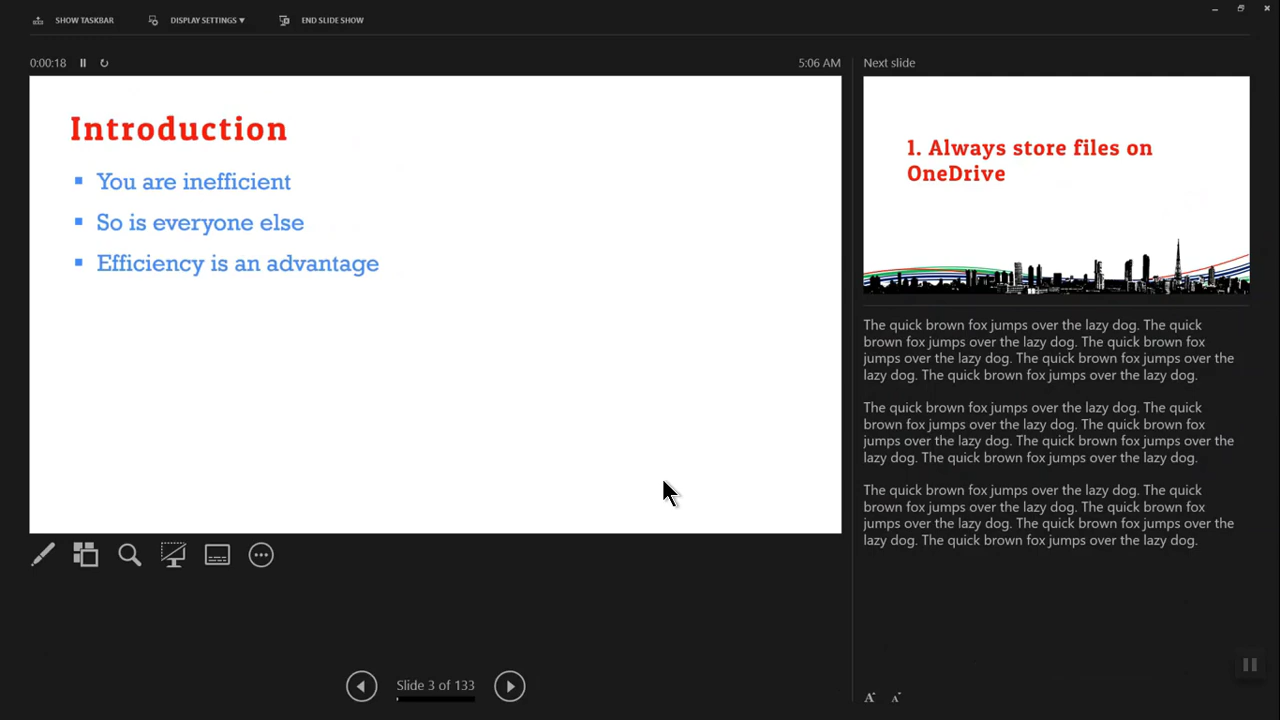 SHOW TASKBAR
DISPLAY SETTINGS ▼
END SLIDE SHOW
0:00:18
5:06 AM
Introduction
▪ You are inefficient
▪ So is everyone else
▪ Efficiency is an advantage
Slide 3 of 133
Next slide
1. Always store files on
OneDrive
The quick brown fox jumps over the lazy dog. The quick
brown fox jumps over the lazy dog. The quick brown fox
jumps over the lazy dog. The quick brown fox jumps over the
lazy dog. The quick brown fox jumps over the lazy dog.
The quick brown fox jumps over the lazy dog. The quick
brown fox jumps over the lazy dog. The quick brown fox
jumps over the lazy dog. The quick brown fox jumps over the
lazy dog. The quick brown fox jumps over the lazy dog.
The quick brown fox jumps over the lazy dog. The quick
brown fox jumps over the lazy dog. The quick brown fox
jumps over the lazy dog. The quick brown fox jumps over the
lazy dog. The quick brown fox jumps over the lazy dog.
A A